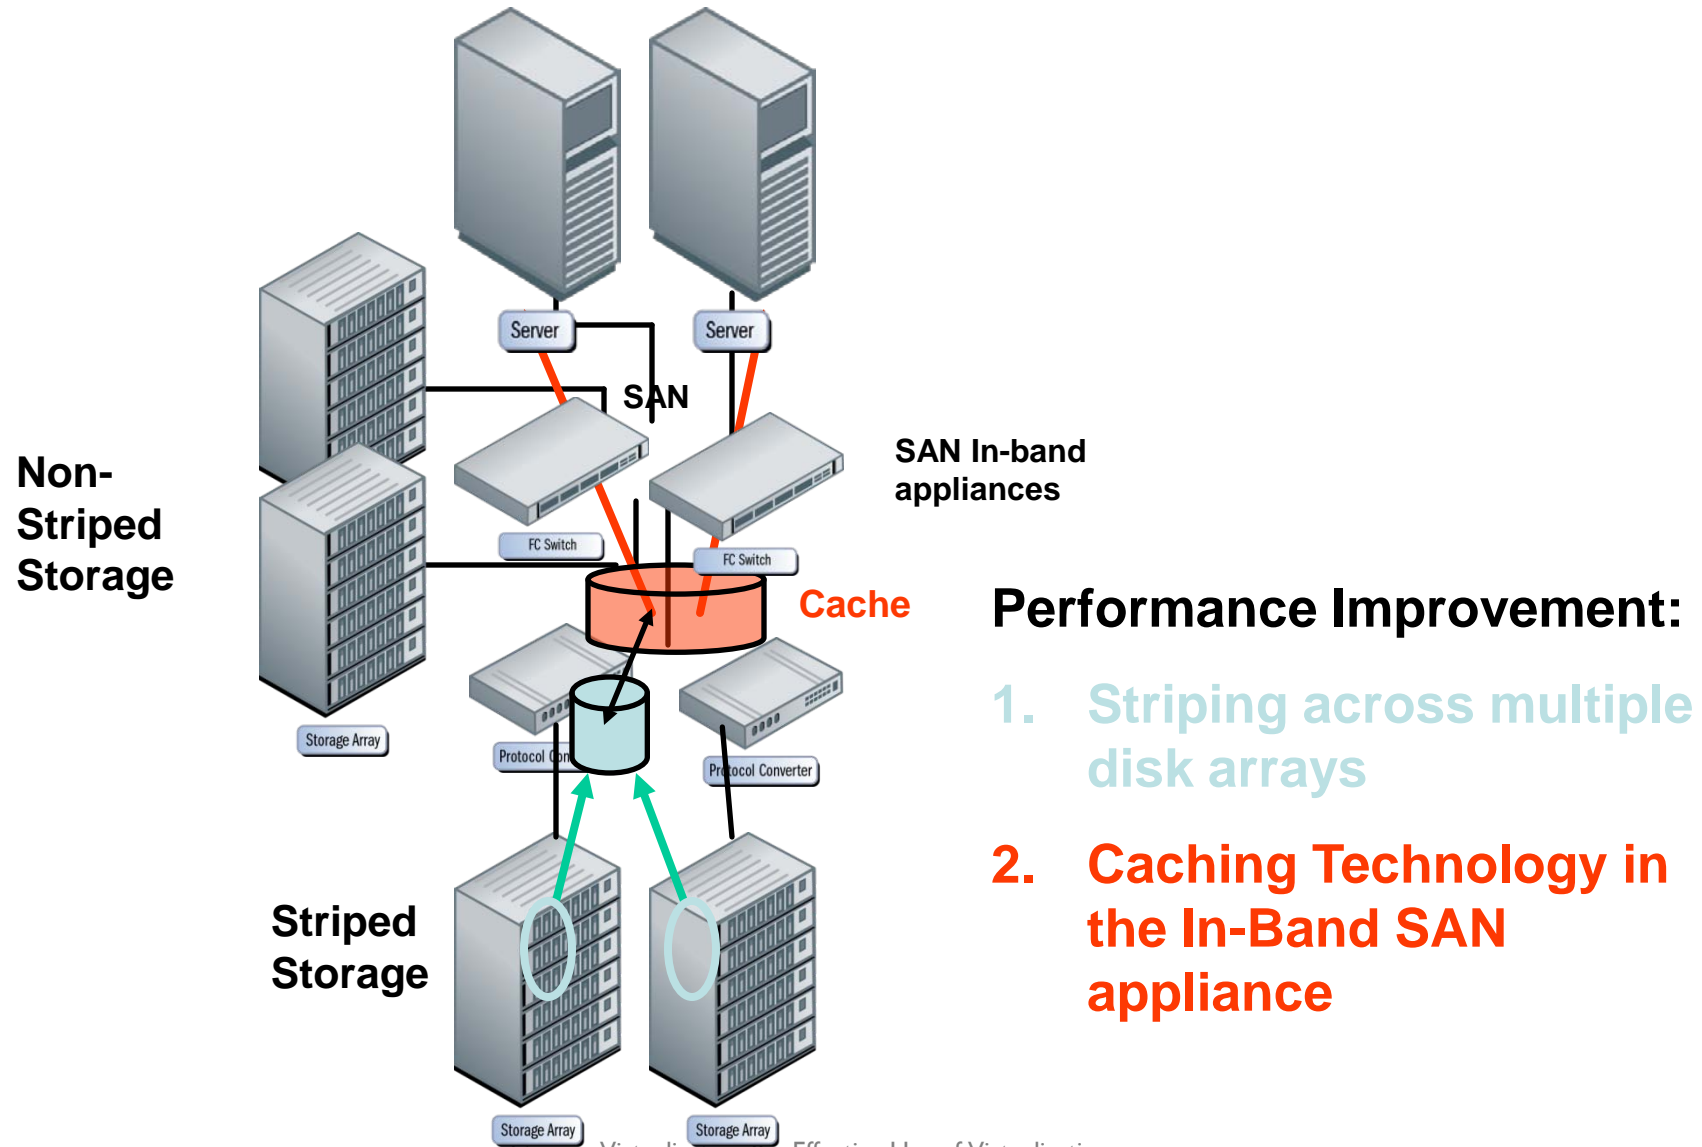 Server
Server
SAN
SAN In-band
appliances
Non-
Striped
Storage
FC Switch
FC Switch
Cache
Performance Improvement:
1. Striping across multiple
disk arrays
Storage Array
Protocol
Protocol Converter
2. Caching Technology in
the In-Band SAN
appliance
Striped
Storage
Storage Array
Storage Array